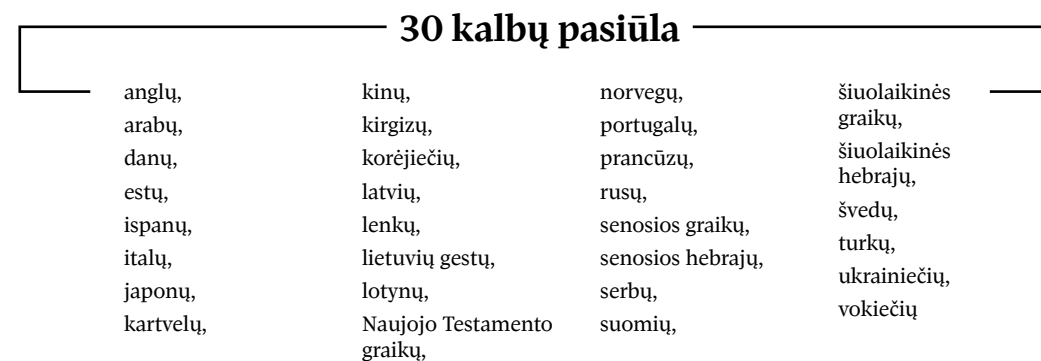 30 kalbų pasiūla
anglų,
arabų,
danų,
estų,
ispanų,
italų,
japonų,
kartvelų,
kinų,
kirgizų,
korėjiečių,
latvių,
lenkų,
lietuvių gestų,
lotynų,
Naujojo Testamento
graikų,
norvegų,
portugalų,
prancūzų,
rusų,
senosios graikų,
senosios hebrajų,
serbų,
suomių,
šiuolaikinės
graikų,
šiuolaikinės
hebrajų,
švedų,
turkų,
ukrainiečių,
vokiečių